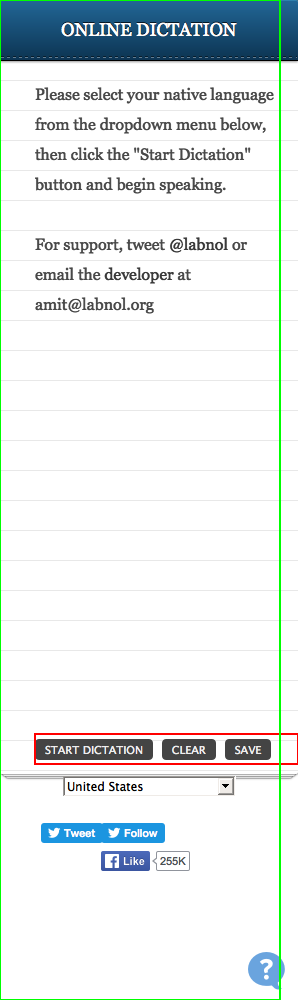 ONLINE DICTATION
Please select your native language
from the dropdown menu below,
then click the "Start Dictation"
button and begin speaking.
For support, tweet @labnol or
email the developer at
amit@labnol.org
START DICTATION CLEAR SAVE
United States
Tweet Follow
Like 255K
?